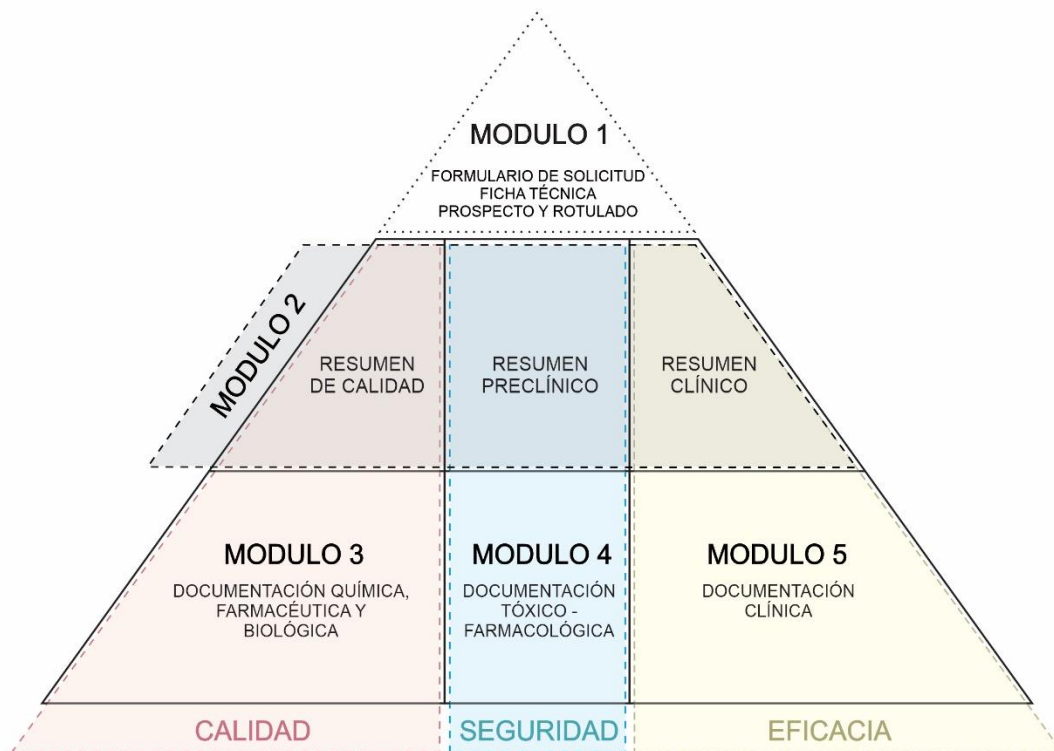 MODULO 1
FORMULARIO DE SOLICITUD
FICHA TÉCNICA
PROSPECTO Y ROTULADO
MODULO 2
RESUMEN
DE CALIDAD
RESUMEN
PRECLÍNICO
RESUMEN
CLÍNICO
MODULO 3
DOCUMENTACIÓN QUÍMICA,
FARMACÉUTICA Y
BIOLÓGICA
MODULO 4
DOCUMENTACIÓN
TÓXICO -
FARMACOLÓGICA
MODULO 5
DOCUMENTACIÓN
CLÍNICA
CALIDAD
SEGURIDAD
EFICACIA